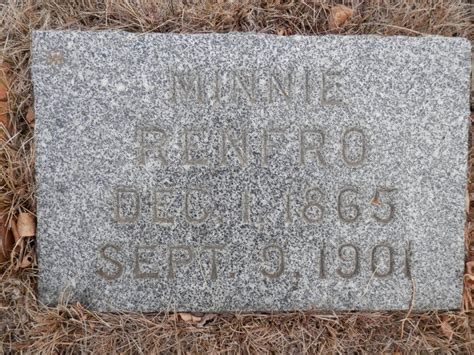 MINNIE
RENFRO
DEC. 1, 1865
SEPT. 9, 1901